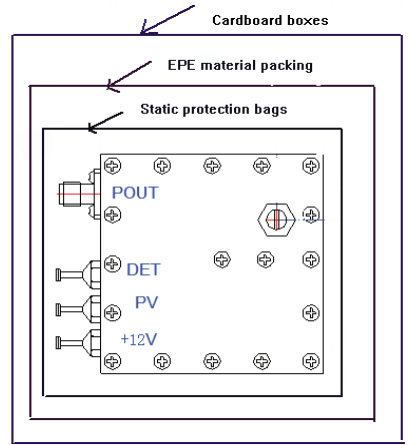 Cardboard boxes
EPE material packing
Static protection bags
POUT
DET
PV
+12V